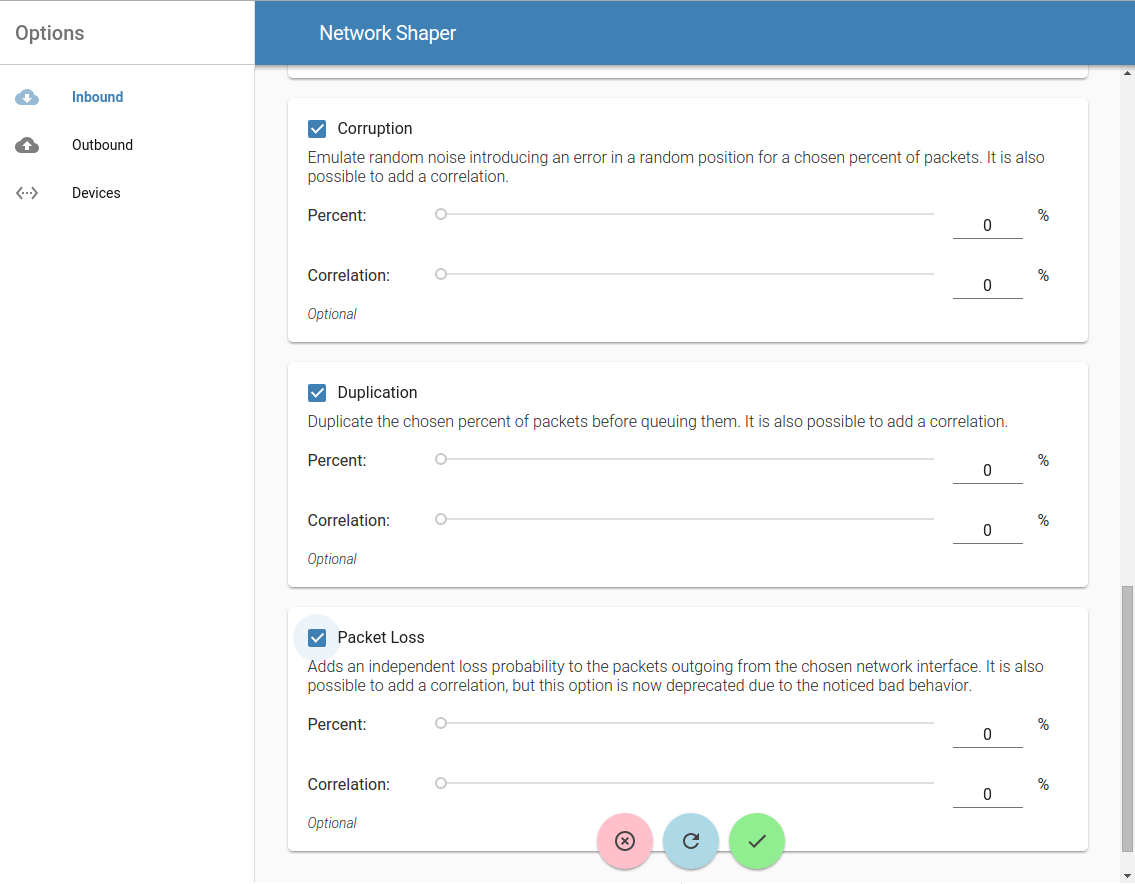 Options
Network Shaper
Inbound
Outbound
Devices
Corruption
Emulate random noise introducing an error in a random position for a chosen percent of packets. It is also
possible to add a correlation.
Percent:
0
%
Correlation:
0
%
Optional
Duplication
Duplicate the chosen percent of packets before queuing them. It is also possible to add a correlation.
Percent:
0
%
Correlation:
0
%
Optional
Packet Loss
Adds an independent loss probability to the packets outgoing from the chosen network interface. It is also
possible to add a correlation, but this option is now deprecated due to the noticed bad behavior.
Percent:
0
%
Correlation:
0
%
Optional